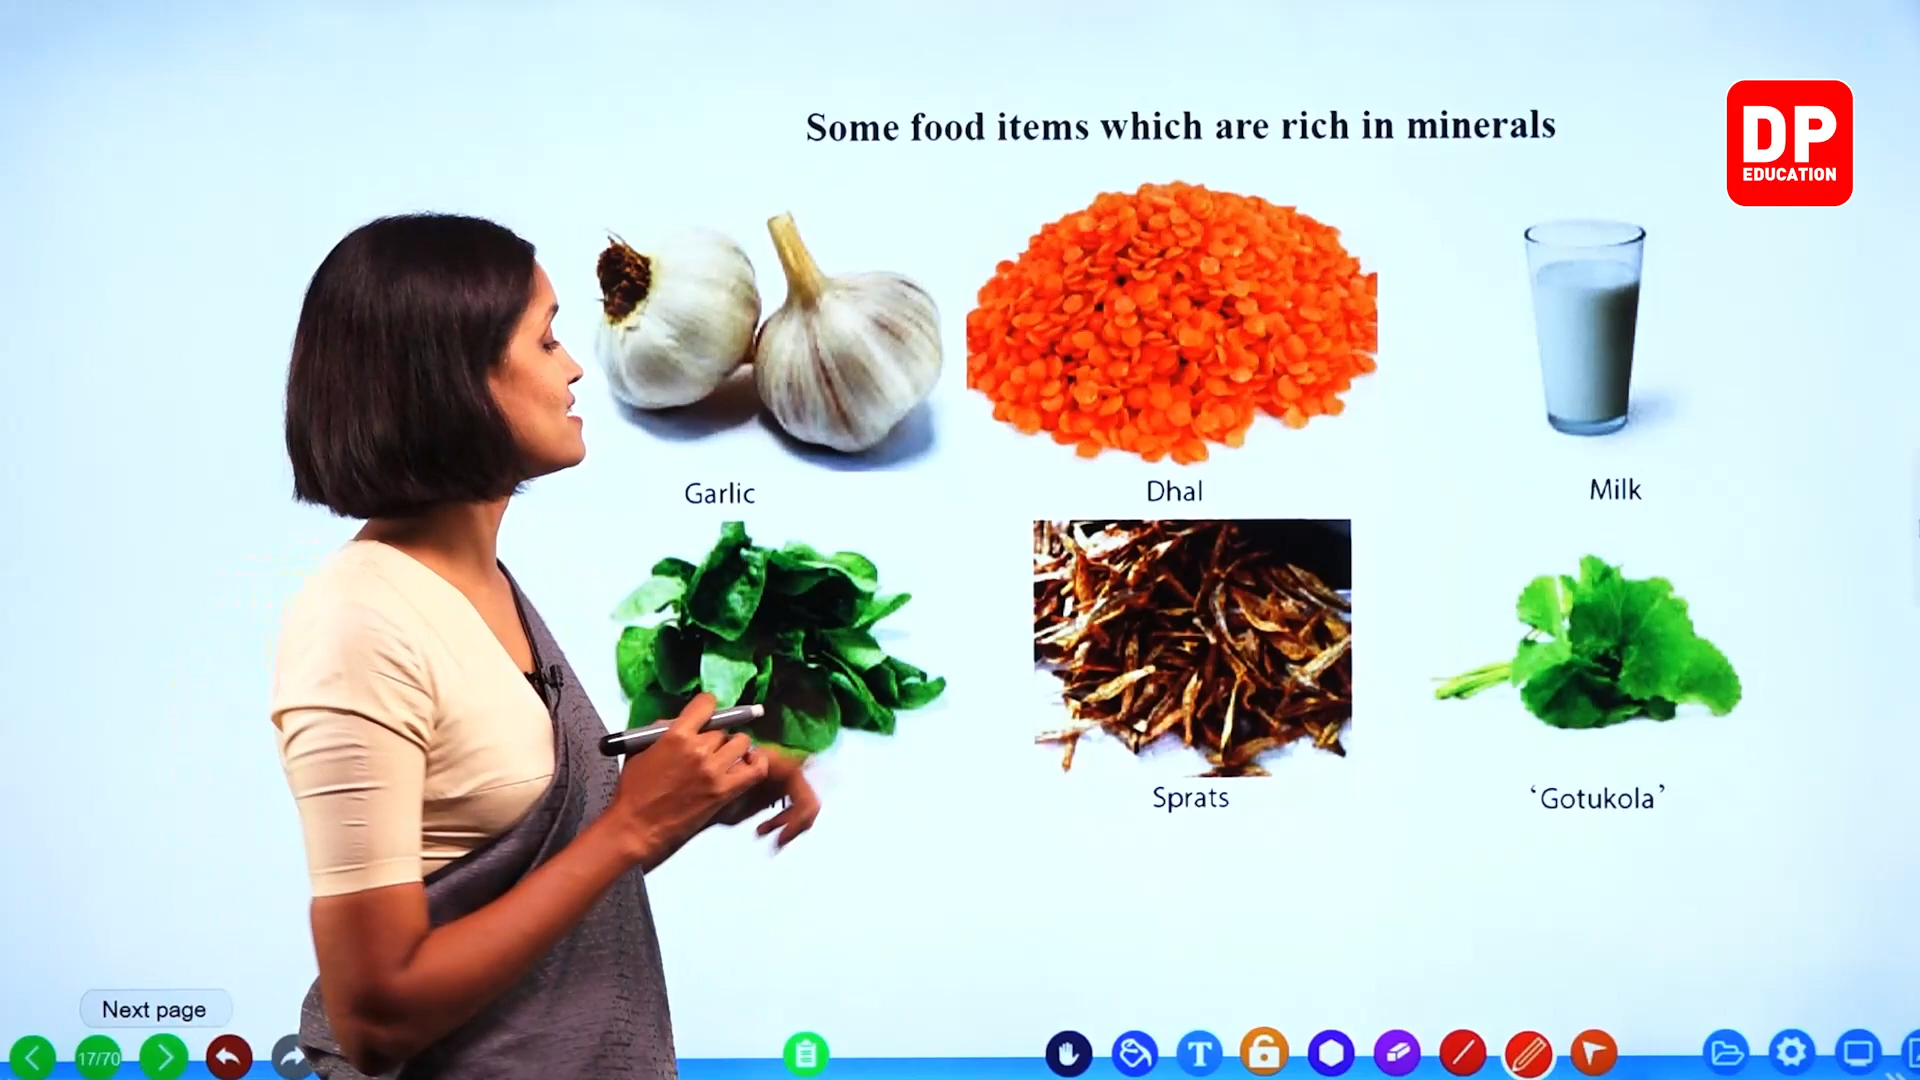 Some food items which are rich in minerals
DP
EDUCATION
Garlic
Dhal
Milk
Sprats
‘Gotukola’
Next page
17/70
T